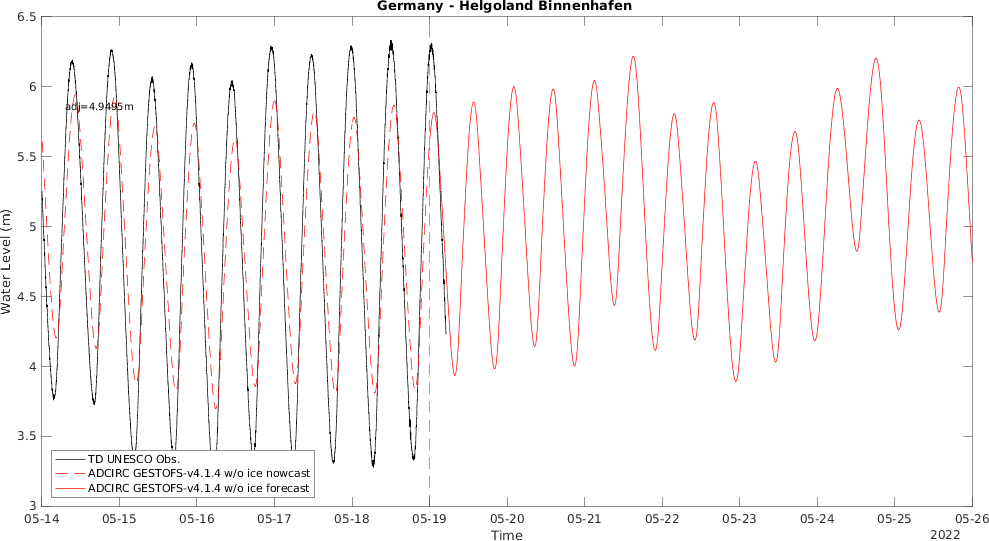 Germany - Helgoland Binnenhafen
6.5
6
5.5
5
4.5
4
3.5
3
Water Level (m)
adj=4.9495m
TD UNESCO Obs.
ADCIRC GESTOFS-v4.1.4 w/o ice nowcast
ADCIRC GESTOFS-v4.1.4 w/o ice forecast
05-14 05-15 05-16 05-17 05-18 05-19 05-20 05-21 05-22 05-23 05-24 05-25 05-26
Time
2022